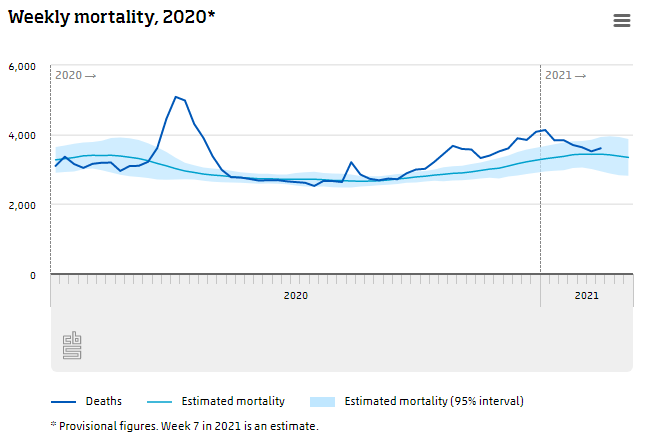 Weekly mortality, 2020*
6,000
2020 →
2021 →
4,000
2,000
0
2020
2021
cbs
Deaths
Estimated mortality
Estimated mortality (95% interval)
* Provisional figures. Week 7 in 2021 is an estimate.